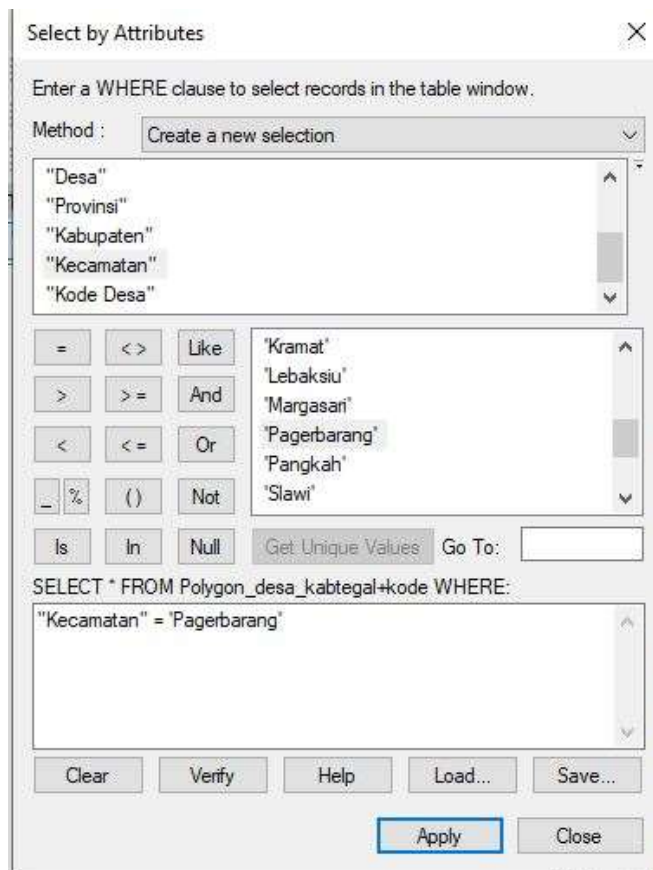 Select by Attributes
Enter a WHERE clause to select records in the table window.
Method : Create a new selection
"Desa"
"Provinsi"
"Kabupaten"
"Kecamatan"
"Kode Desa"
= <> Like
> >= And
< <= Or
_ % () Not
Is In Null
'Kramat'
'Lebaksiu'
'Margasari'
'Pagerbarang'
'Pangkah'
'Slawi'
Get Unique Values Go To:
SELECT * FROM Polygon_desa_kabtegal+kode WHERE:
"Kecamatan" = 'Pagerbarang'
Clear Verify Help Load... Save...
Apply Close